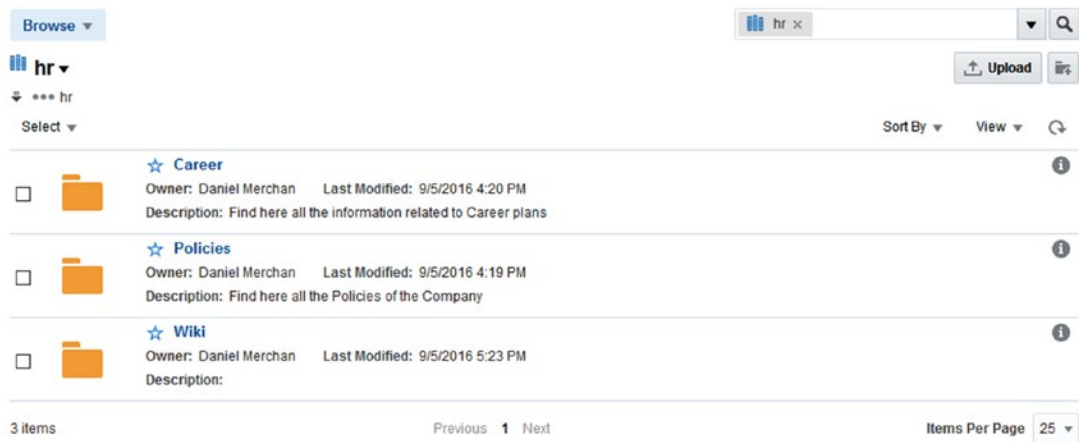 Browse
hr ×
hr
Upload
••• hr
Select
Sort By View
Career
Owner: Daniel Merchan Last Modified: 9/5/2016 4:20 PM
Description: Find here all the information related to Career plans
Policies
Owner: Daniel Merchan Last Modified: 9/5/2016 4:19 PM
Description: Find here all the Policies of the Company
Wiki
Owner: Daniel Merchan Last Modified: 9/5/2016 5:23 PM
Description:
3 items Previous 1 Next Items Per Page 25